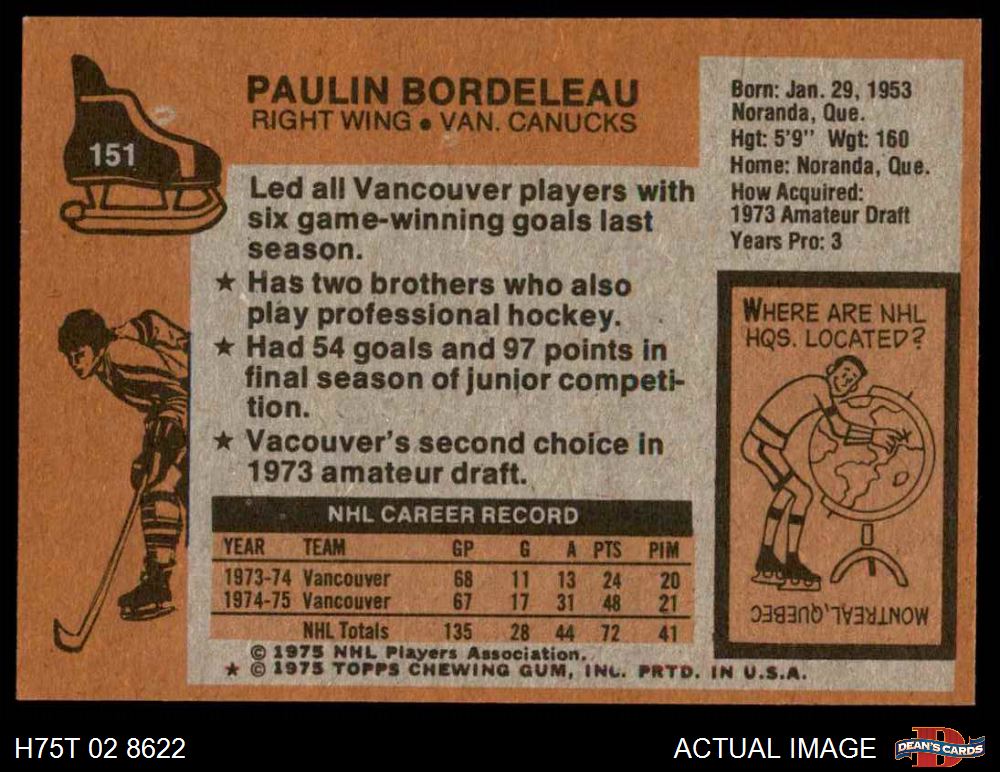 151
PAULIN BORDELEAU
RIGHT WING • VAN. CANUCKS
Led all Vancouver players with
six game-winning goals last
season.
★ Has two brothers who also
play professional hockey.
★ Had 54 goals and 97 points in
final season of junior competi-
tion.
★ Vacouver's second choice in
1973 amateur draft.
NHL CAREER RECORD
YEAR TEAM GP G A PTS PIM
1973-74 Vancouver 68 11 13 24 20
1974-75 Vancouver 67 17 31 48 21
NHL Totals 135 28 44 72 41
© 1975 NHL Players Association.
★ © 1975 TOPPS CHEWING GUM, INC. PRTD. IN U.S.A.
Born: Jan. 29, 1953
Noranda, Que.
Hgt: 5'9" Wgt: 160
Home: Noranda, Que.
How Acquired:
1973 Amateur Draft
Years Pro: 3
WHERE ARE NHL
HQS. LOCATED?
MONTREAL, QUEBEC
H75T 02 8622
ACTUAL IMAGE
DEAN'S CARDS